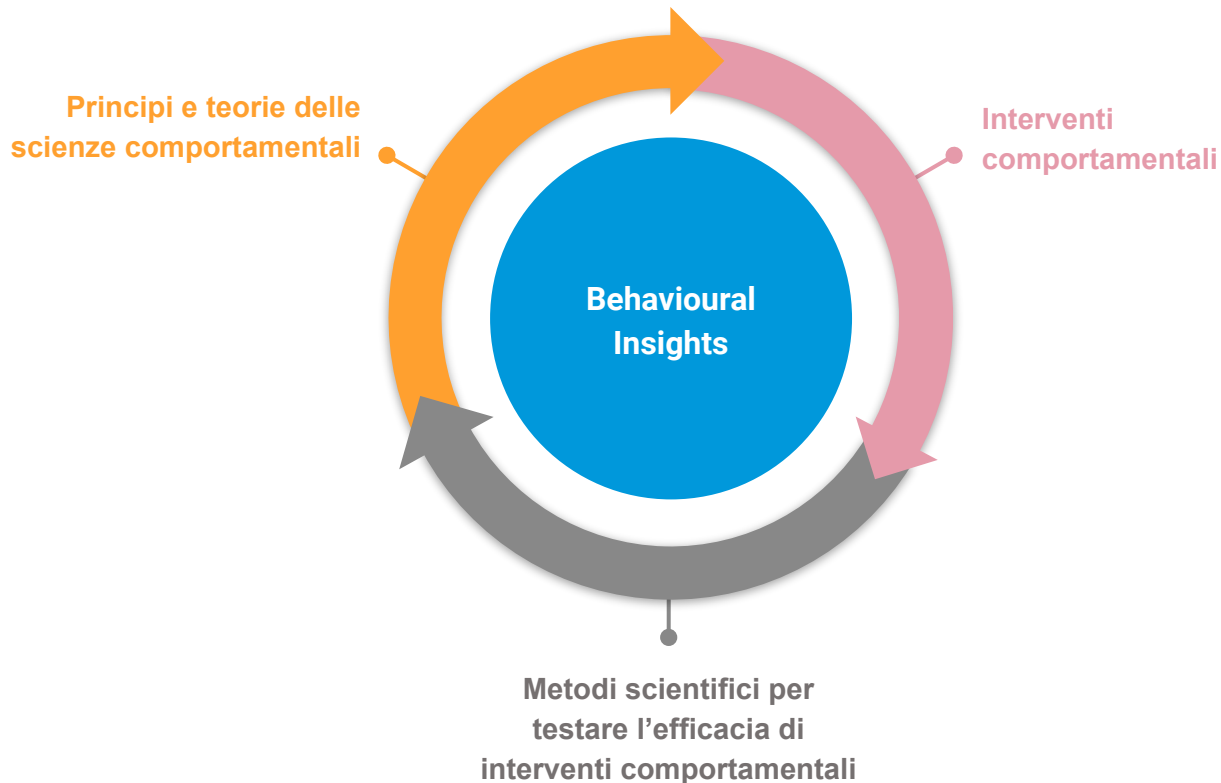 Principi e teorie delle
scienze comportamentali
Interventi
comportamentali
Behavioural
Insights
Metodi scientifici per
testare l’efficacia di
interventi comportamentali